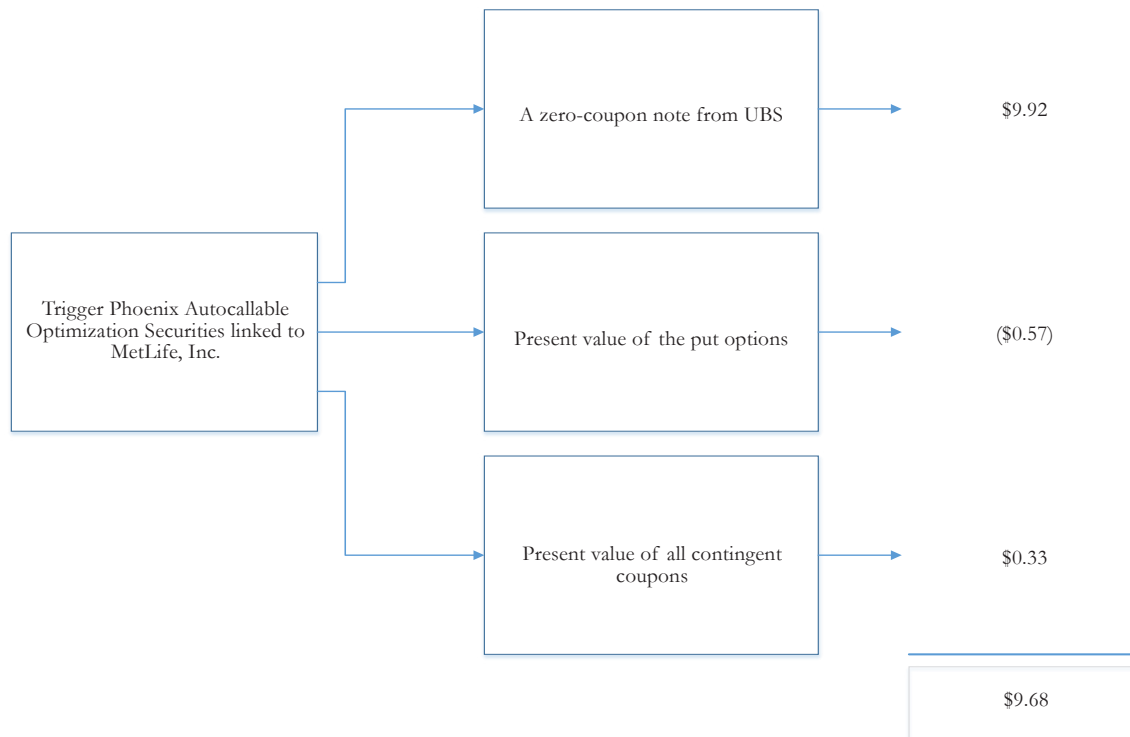 A zero-coupon note from UBS
$9.92
Trigger Phoenix Autocallable
Optimization Securities linked to
MetLife, Inc.
Present value of the put options
($0.57)
Present value of all contingent
coupons
$0.33
$9.68